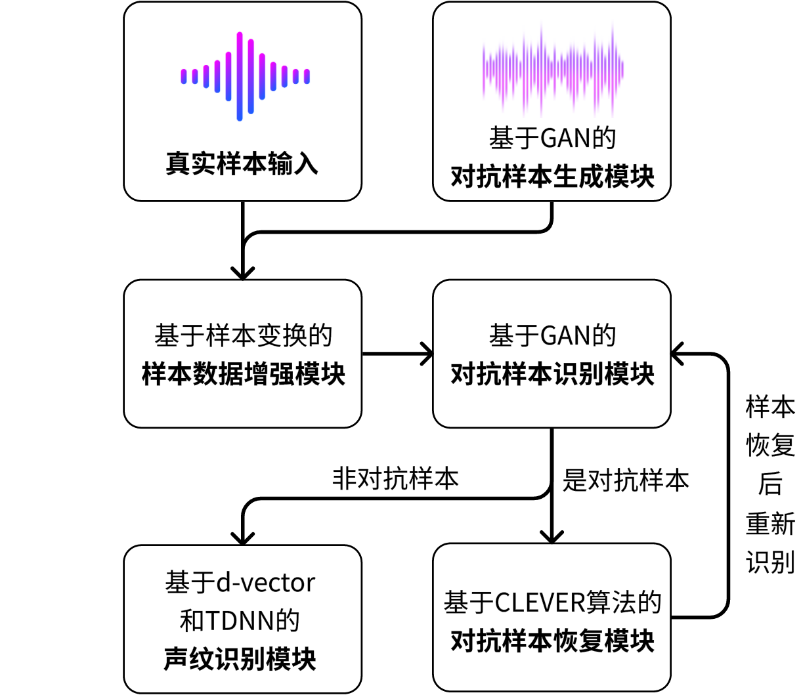 真实样本输入
基于GAN的
对抗样本生成模块
基于样本变换的
样本数据增强模块
基于GAN的
对抗样本识别模块
样本
恢复
后
重新
识别
非对抗样本
是对抗样本
基于d-vector
和TDNN的
声纹识别模块
基于CLEVER算法的
对抗样本恢复模块